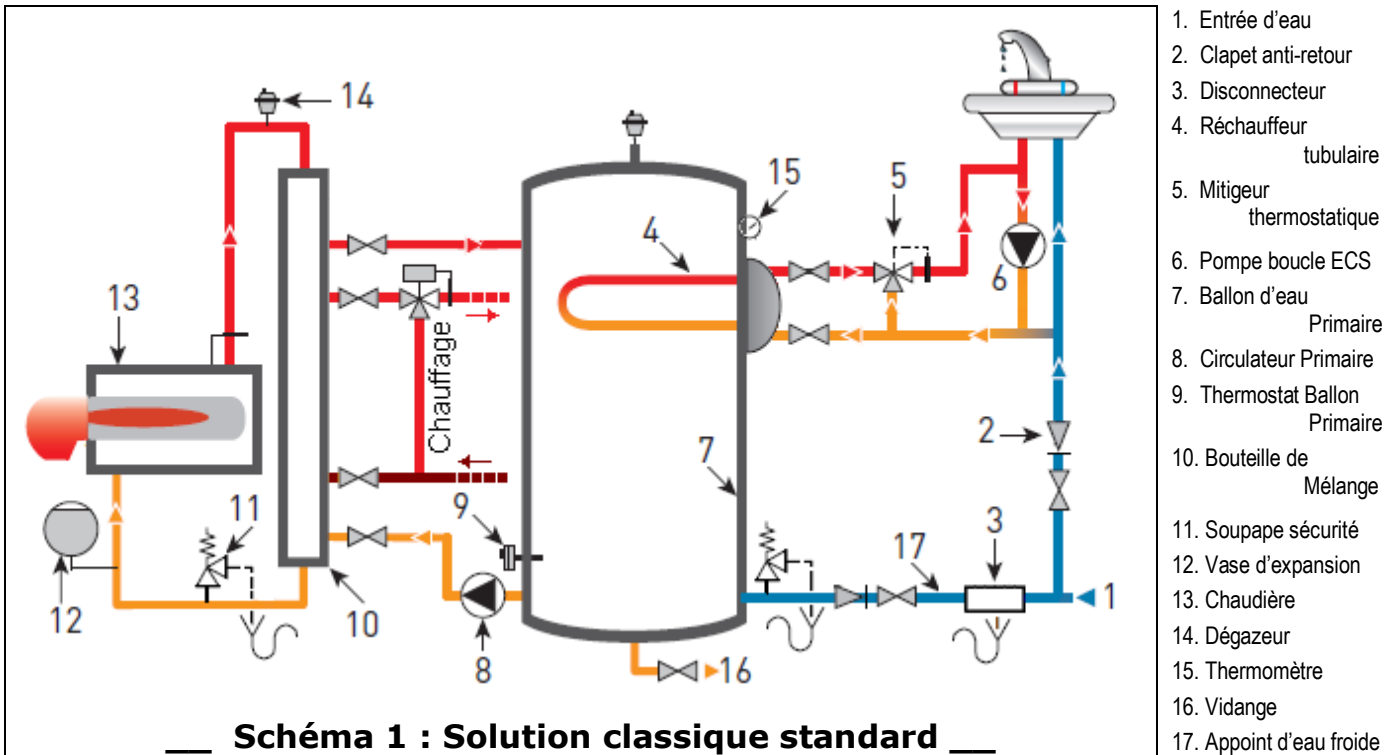 14
15
5
4
13
6
Chauffage
2
7
9
11
3
17
12
10
8
16
1
__ Schéma 1 : Solution classique standard __
1. Entrée d'eau
2. Clapet anti-retour
3. Disconnecteur
4. Réchauffeur
tubulaire
5. Mitigeur
thermostatique
6. Pompe boucle ECS
7. Ballon d'eau
Primaire
8. Circulateur Primaire
9. Thermostat Ballon
Primaire
10. Bouteille de
Mélange
11. Soupape sécurité
12. Vase d'expansion
13. Chaudière
14. Dégazeur
15. Thermomètre
16. Vidange
17. Appoint d'eau froide